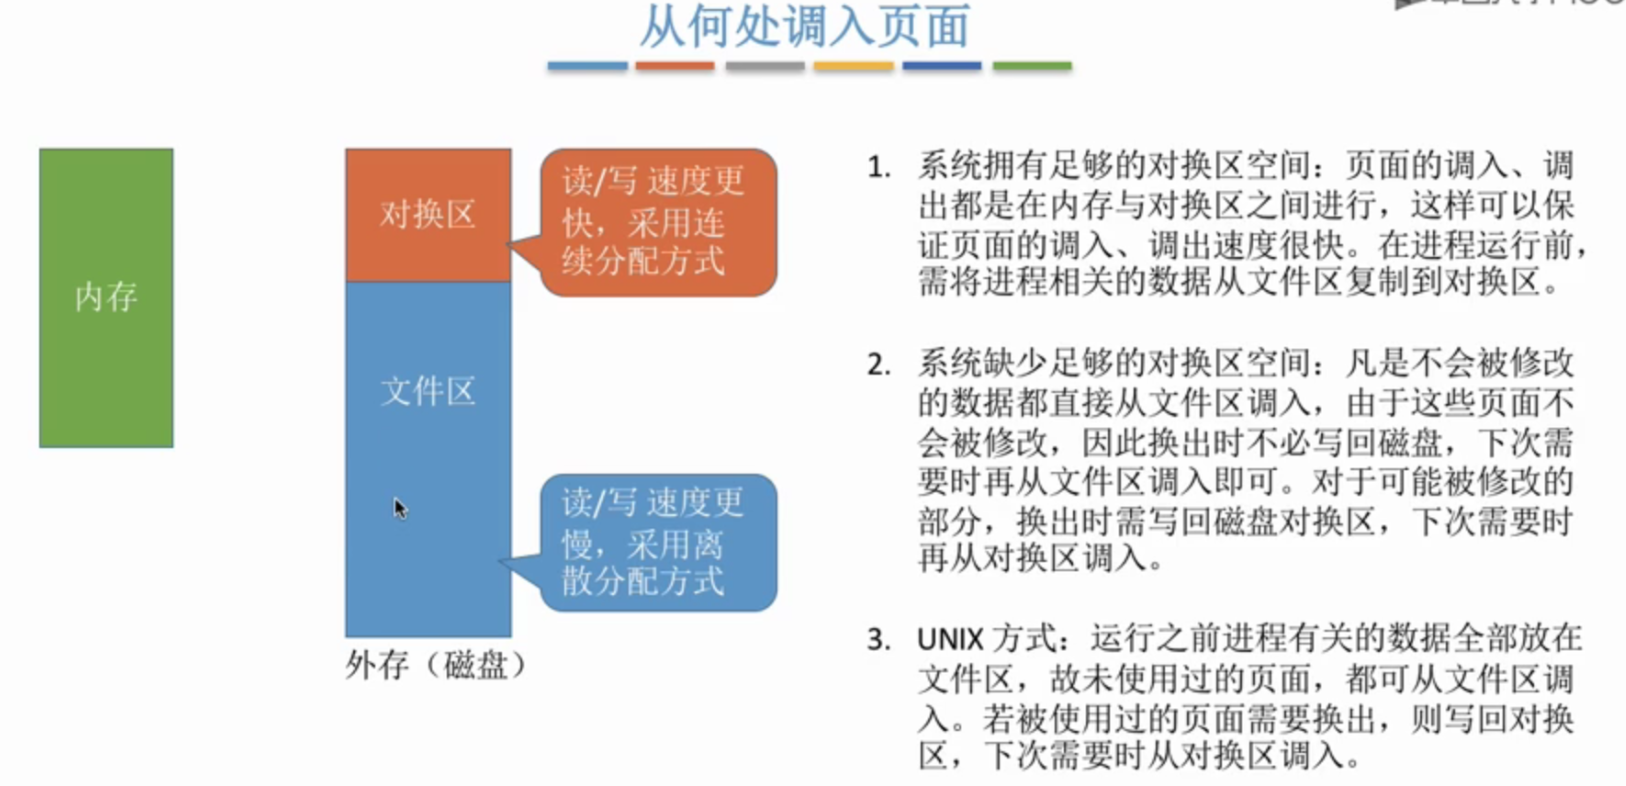 从何处调入页面
内存
对换区
文件区
外存（磁盘）
读/写 速度更
快，采用连
续分配方式
读/写 速度更
慢，采用离
散分配方式
1. 系统拥有足够的对换区空间：页面的调入、调
出都是在内存与对换区之间进行，这样可以保
证页面的调入、调出速度很快。在进程运行前，
需将进程相关的数据从文件区复制到对换区。
2. 系统缺少足够的对换区空间：凡是不会被修改
的数据都直接从文件区调入，由于这些页面不
会被修改，因此换出时不必写回磁盘，下次需
要时再从文件区调入即可。对于可能被修改的
部分，换出时需写回磁盘对换区，下次需要时
再从对换区调入。
3. UNIX 方式：运行之前进程有关的数据全部放在
文件区，故未使用过的页面，都可从文件区调
入。若被使用过的页面需要换出，则写回对换
区，下次需要时从对换区调入。